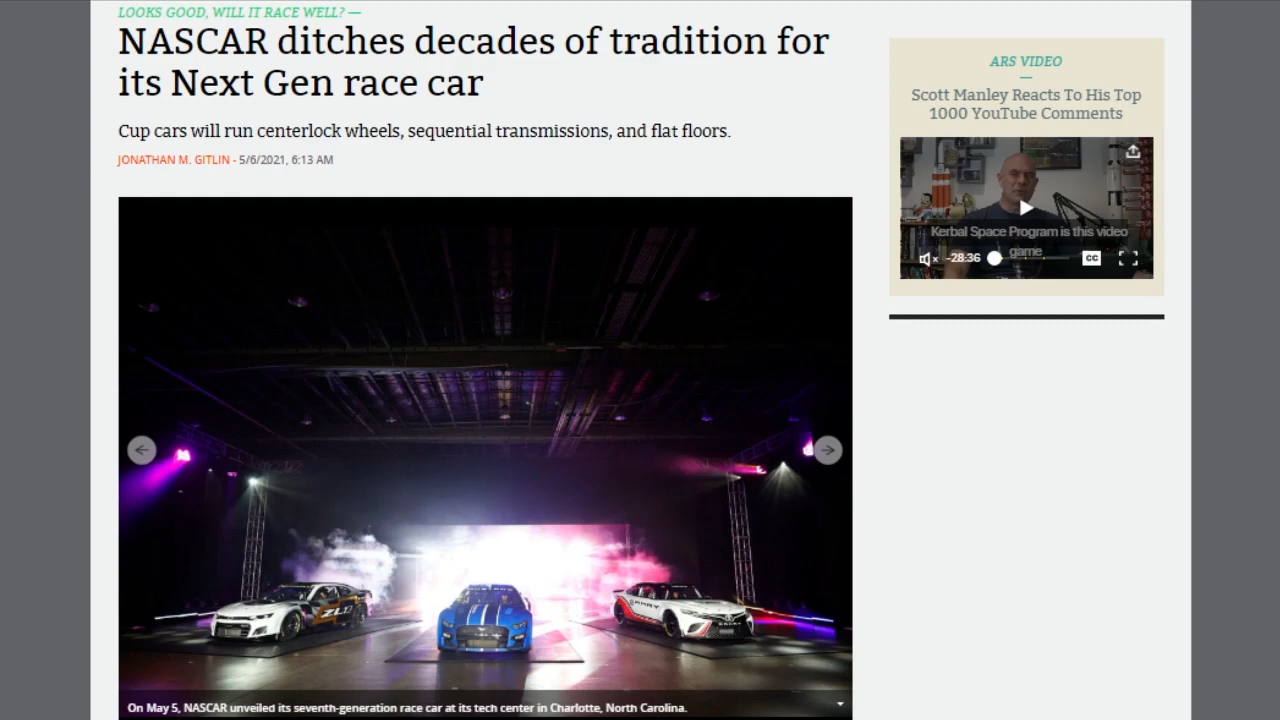 LOOKS GOOD, WILL IT RACE WELL? —
NASCAR ditches decades of tradition for
its Next Gen race car
Cup cars will run centerlock wheels, sequential transmissions, and flat floors.
JONATHAN M. GITLIN - 5/6/2021, 6:13 AM
ZL1
CAMRY
On May 5, NASCAR unveiled its seventh-generation race car at its tech center in Charlotte, North Carolina.
ARS VIDEO
—
Scott Manley Reacts To His Top
1000 YouTube Comments
Kerbal Space Program is this video
game
-28:36
CC